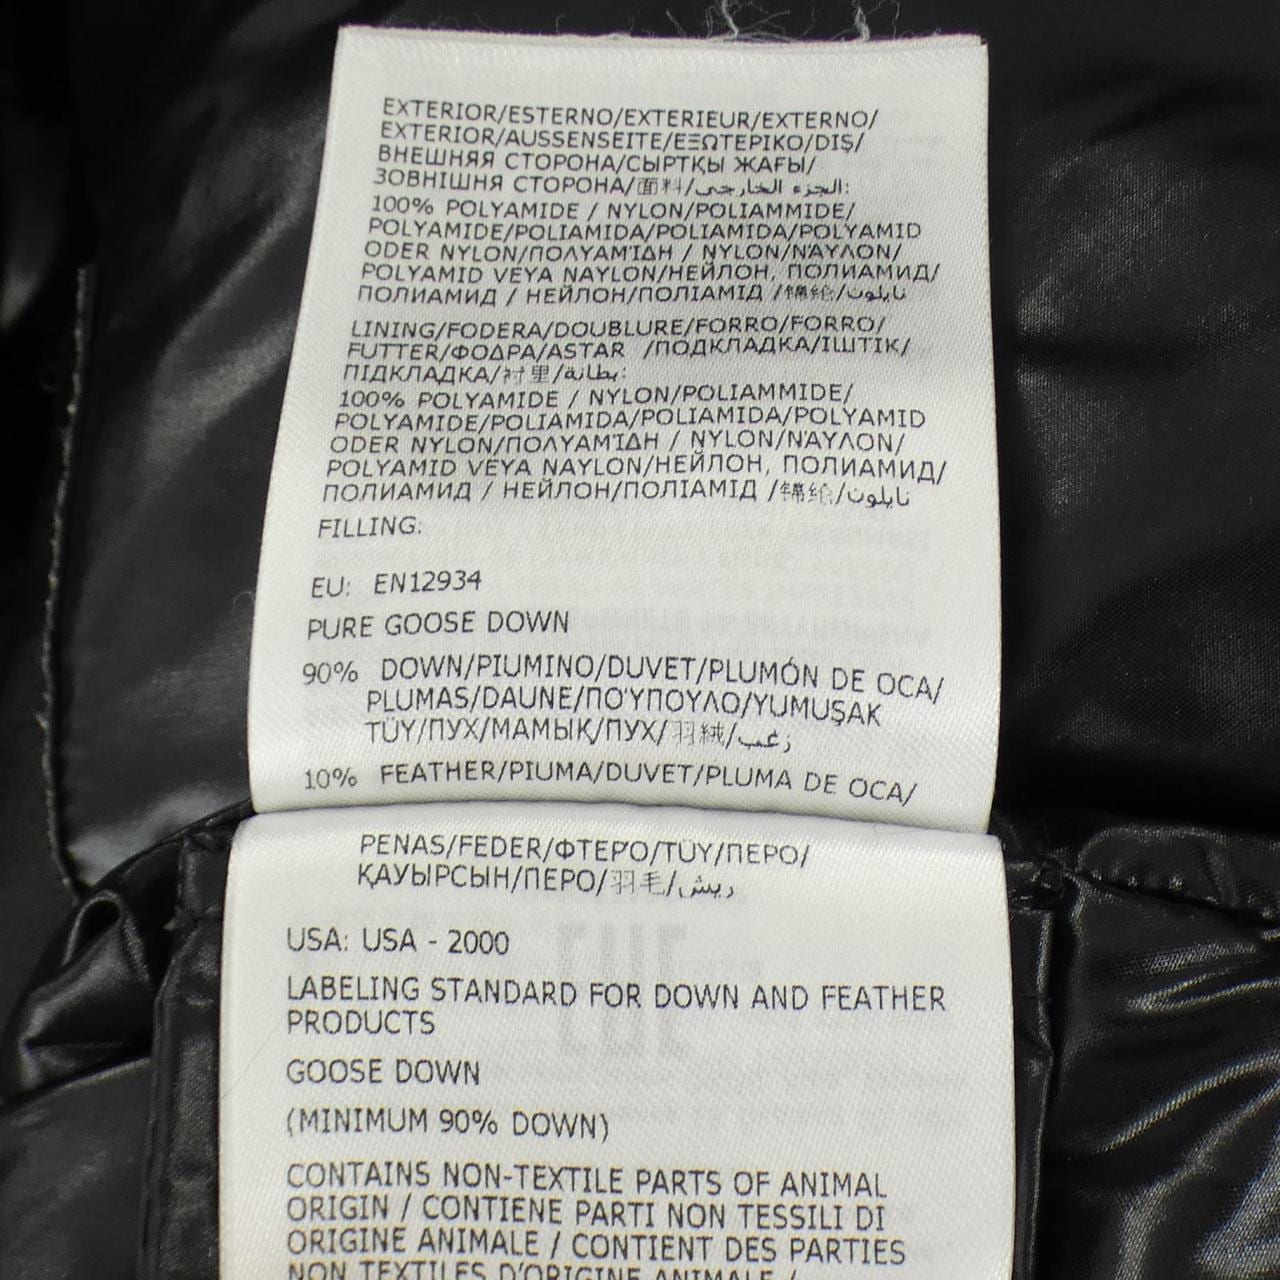 EXTERIOR/ESTERNO/EXTERIEUR/EXTERNO/
EXTERIOR/AUSSENSEITE/ΕΞΩΤΕΡΙΚΟ/DIŞ/
ВНЕШНЯЯ СТОРОНА/СЫРТҚЫ ЖАҒЫ/
ЗОВНІШНЯ СТОРОНА/面料/الجزء الخارجي:
100% POLYAMIDE / NYLON/POLIAMMIDE/
POLYAMIDE/POLIAMIDA/POLIAMIDA/POLYAMID
ODER NYLON/ΠΟΛΥΑΜΊΔΗ / NYLON/ΝΆΥΛΟΝ/
POLYAMID VEYA NAYLON/НЕЙЛОН, ПОЛИАМИД/
ПОЛИАМИД / НЕЙЛОН/ПОЛІАМІД /锦纶/نايلون
LINING/FODERA/DOUBLURE/FORRO/FORRO/
FUTTER/ΦΟΔΡΑ/ASTAR /ПОДКЛАДКА/ІШТІК/
ПІДКЛАДКА/衬里/بطانة:
100% POLYAMIDE / NYLON/POLIAMMIDE/
POLYAMIDE/POLIAMIDA/POLIAMIDA/POLYAMID
ODER NYLON/ΠΟΛΥΑΜΊΔΗ / NYLON/ΝΆΥΛΟΝ/
POLYAMID VEYA NAYLON/НЕЙЛОН, ПОЛИАМИД/
ПОЛИАМИД / НЕЙЛОН/ПОЛІАМІД /锦纶/نايلون
FILLING:
EU: EN12934
PURE GOOSE DOWN
90% DOWN/PIUMINO/DUVET/PLUMÓN DE OCA/
PLUMAS/DAUNE/ΠΟΎΠΟΥΛΟ/YUMUŞAK
TÜY/ПУХ/МАМЫҚ/ПУХ/羽絨/زغب
10% FEATHER/PIUMA/DUVET/PLUMA DE OCA/
PENAS/FEDER/ΦΤΕΡΌ/TÜY/ПЕРО/
ҚАУЫРСЫН/ПЕРО/羽毛/ريش
USA: USA - 2000
LABELING STANDARD FOR DOWN AND FEATHER
PRODUCTS
GOOSE DOWN
(MINIMUM 90% DOWN)
CONTAINS NON-TEXTILE PARTS OF ANIMAL
ORIGIN / CONTIENE PARTI NON TESSILI DI
ORIGINE ANIMALE / CONTIENT DES PARTIES
NON TEXTILES D'ORIGINE ANIMALE /